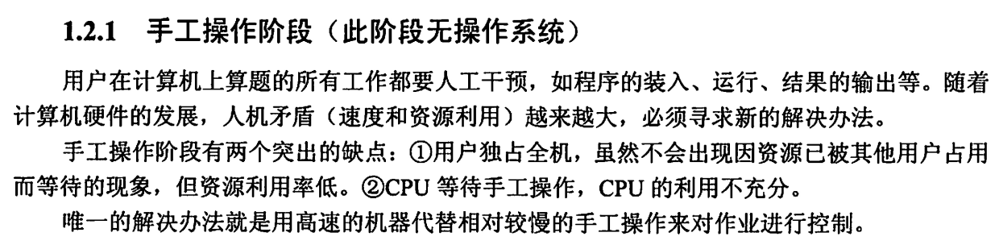 1.2.1 手工操作阶段（此阶段无操作系统）
用户在计算机上算题的所有工作都要人工干预，如程序的装入、运行、结果的输出等。随着
计算机硬件的发展，人机矛盾（速度和资源利用）越来越大，必须寻求新的解决办法。
手工操作阶段有两个突出的缺点：①用户独占全机，虽然不会出现因资源已被其他用户占用
而等待的现象，但资源利用率低。②CPU 等待手工操作，CPU 的利用不充分。
唯一的解决办法就是用高速的机器代替相对较慢的手工操作来对作业进行控制。